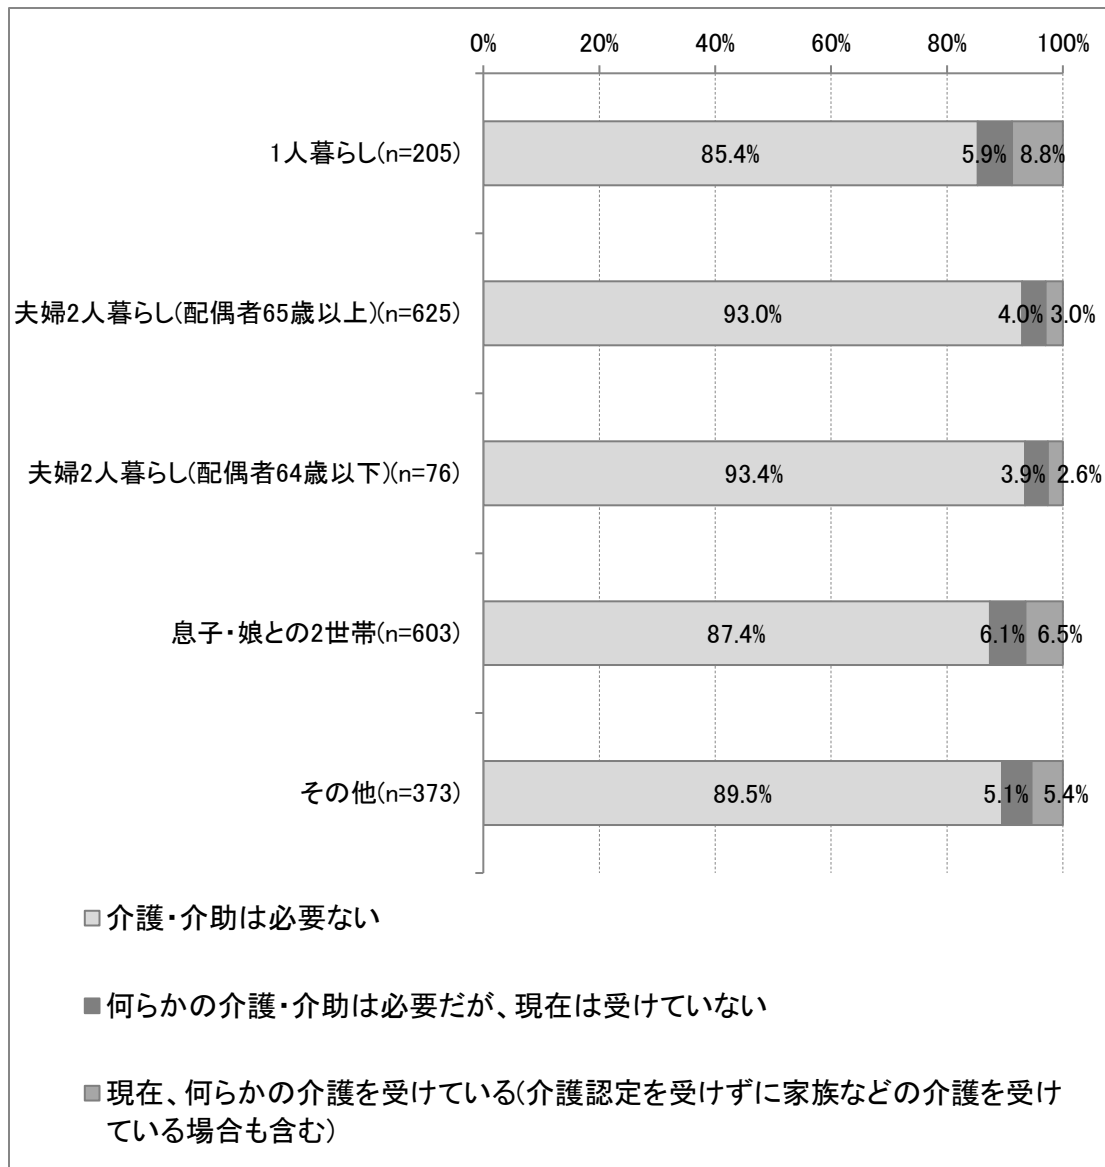 0% 20% 40% 60% 80% 100%
1人暮らし(n=205) 85.4% 5.9% 8.8%
夫婦2人暮らし(配偶者65歳以上)(n=625) 93.0% 4.0% 3.0%
夫婦2人暮らし(配偶者64歳以下)(n=76) 93.4% 3.9% 2.6%
息子・娘との2世帯(n=603) 87.4% 6.1% 6.5%
その他(n=373) 89.5% 5.1% 5.4%
介護・介助は必要ない
何らかの介護・介助は必要だが、現在は受けていない
現在、何らかの介護を受けている(介護認定を受けずに家族などの介護を受け
ている場合も含む)